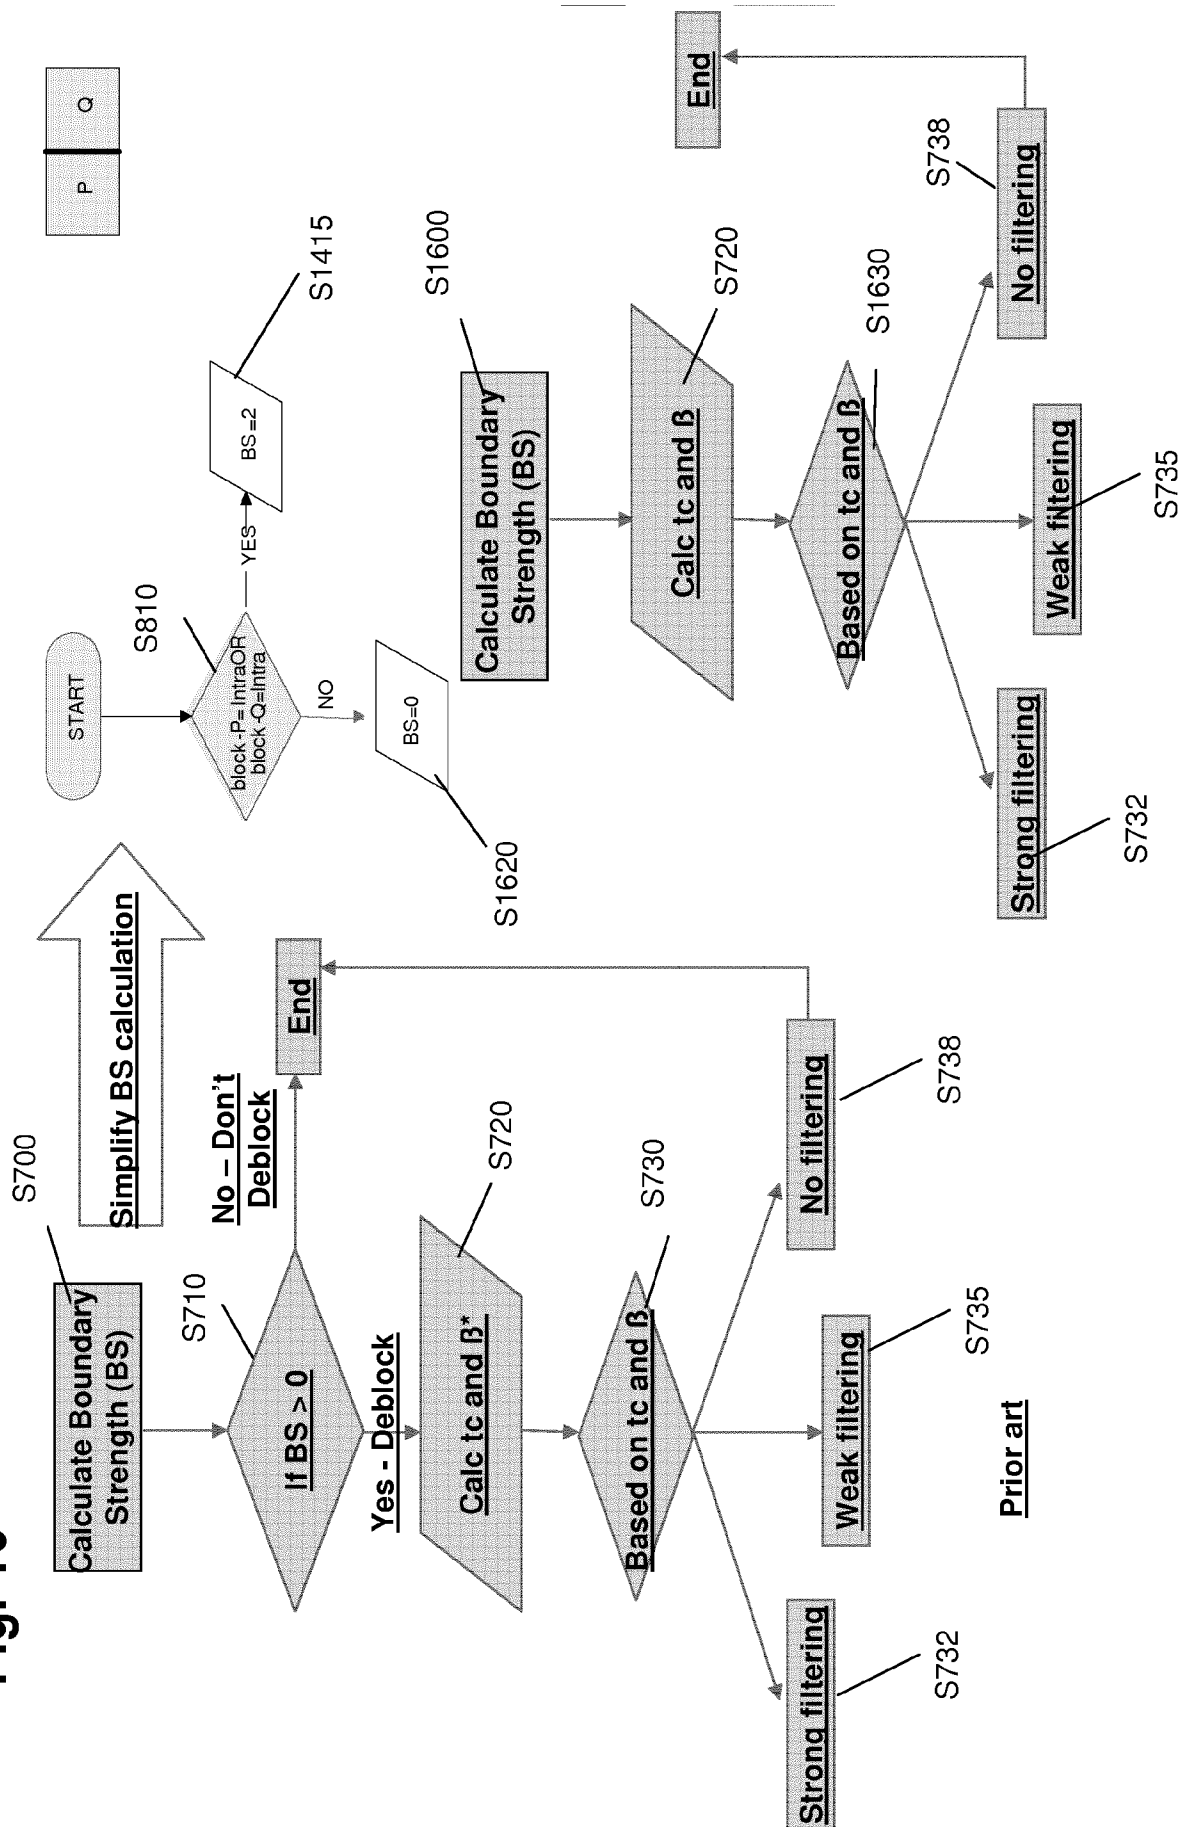 S700
Calculate Boundary
Strength (BS)
Simplify BS calculation
S710
If BS > 0
No – Don't
Deblock
End
Yes - Deblock
Calc tc and ß*
S720
Based on tc and ß
S730
Strong filtering
S732
Weak filtering
S735
No filtering
S738
Prior art
START
P
Q
S810
block-P=IntraOR
block-Q=Intra
YES
BS=2
S1415
NO
BS=0
S1620
Calculate Boundary
Strength (BS)
S1600
Calc tc and ß
S720
Based on tc and ß
S1630
Strong filtering
S732
Weak filtering
S735
No filtering
S738
End